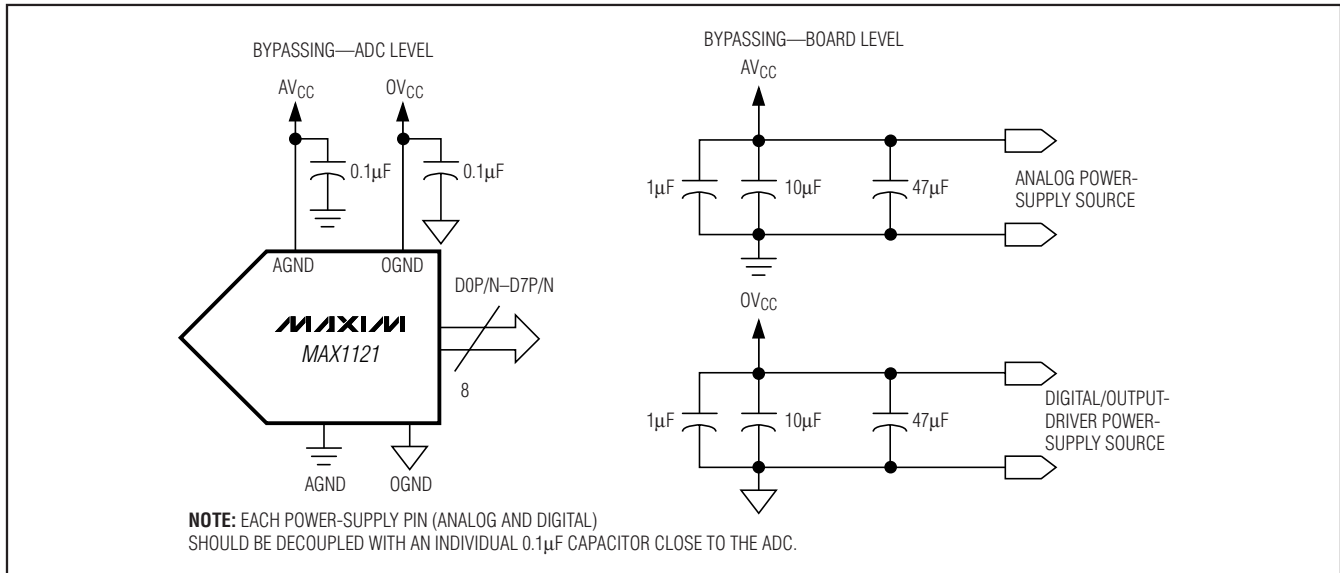 BYPASSING—ADC LEVEL
AVCC
OVCC
0.1µF
0.1µF
AGND
OGND
D0P/N–D7P/N
MAXIM
MAX1121
8
AGND
OGND
BYPASSING—BOARD LEVEL
AVCC
1µF
10µF
47µF
ANALOG POWER-
SUPPLY SOURCE
OVCC
1µF
10µF
47µF
DIGITAL/OUTPUT-
DRIVER POWER-
SUPPLY SOURCE
NOTE: EACH POWER-SUPPLY PIN (ANALOG AND DIGITAL)
SHOULD BE DECOUPLED WITH AN INDIVIDUAL 0.1µF CAPACITOR CLOSE TO THE ADC.